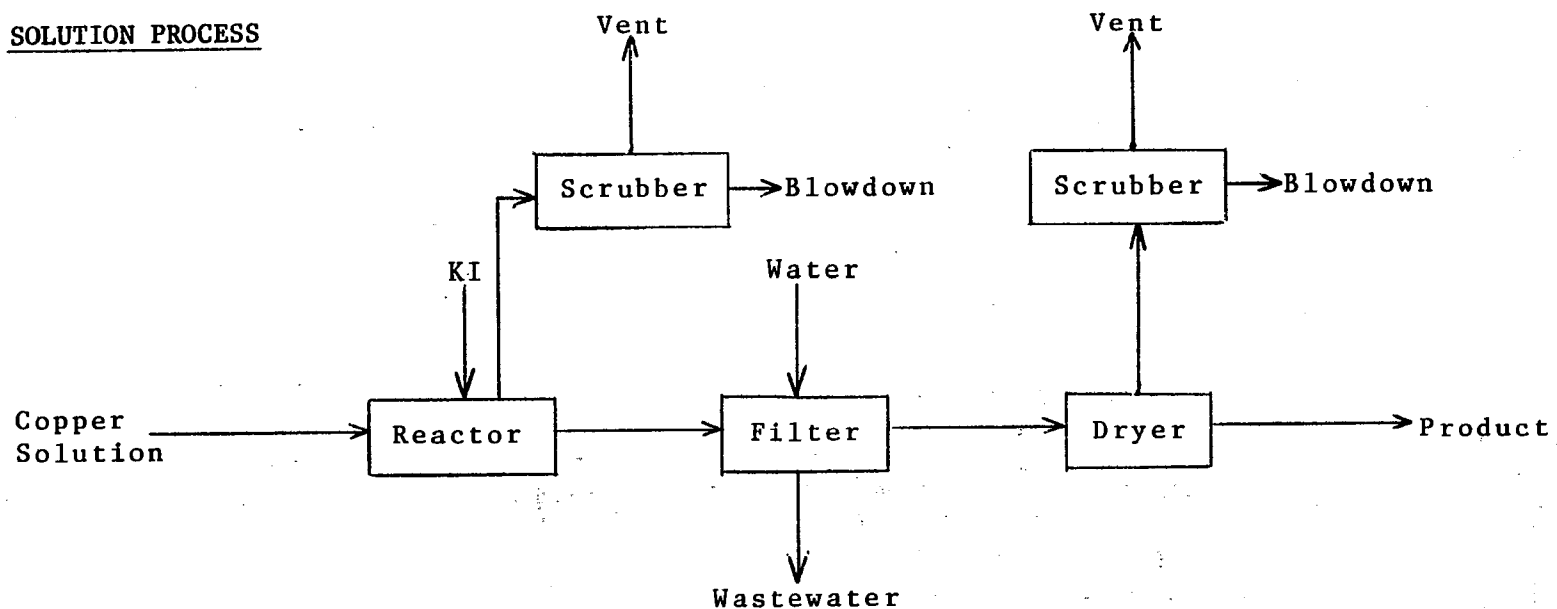 SOLUTION PROCESS
Vent
Vent
Scrubber
Blowdown
Scrubber
Blowdown
KI
Water
Copper
Solution
Reactor
Filter
Dryer
Product
Wastewater